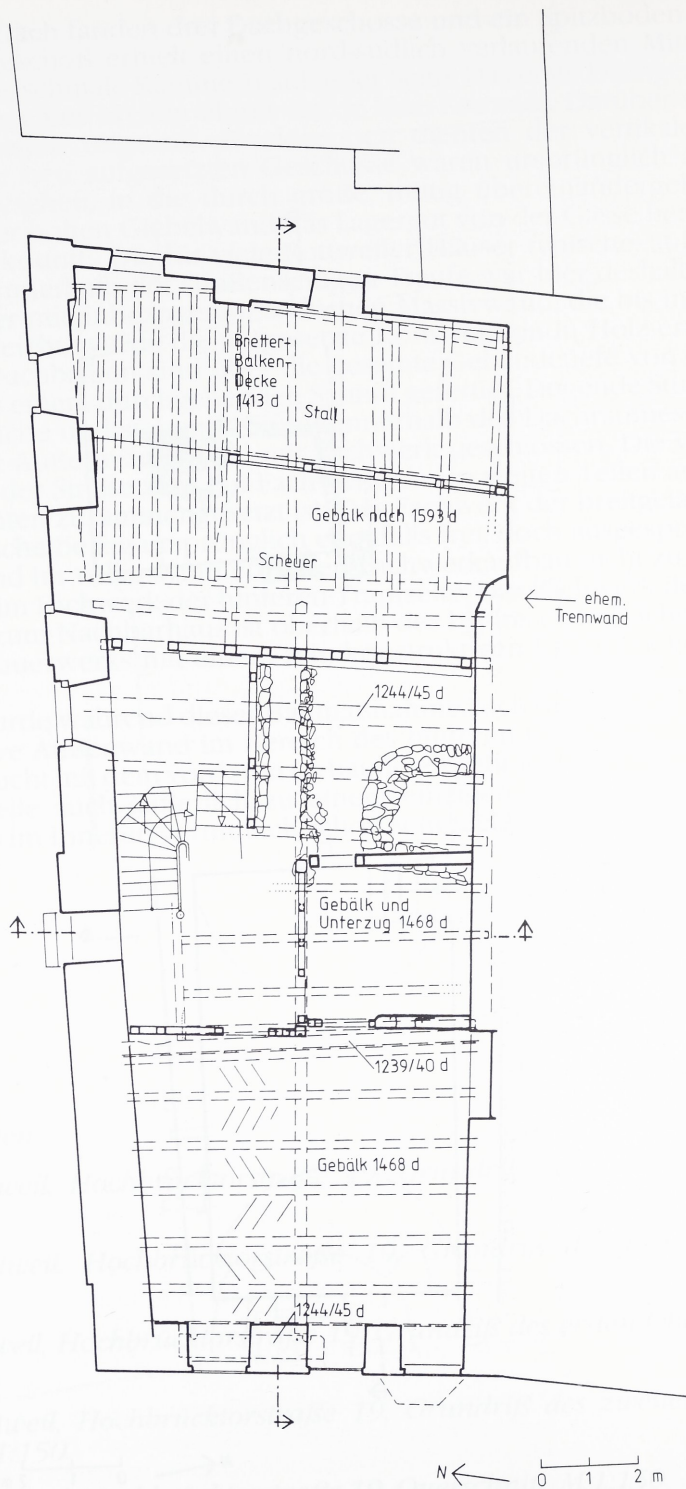 Bretter-
Balken-
Decke
1413 d
Stall
Gebälk nach 1593 d
Scheuer
ehem.
Trennwand
1244/45 d
Gebälk und
Unterzug 1468 d
1239/40 d
Gebälk 1468 d
1244/45 d
N
0 1 2 m